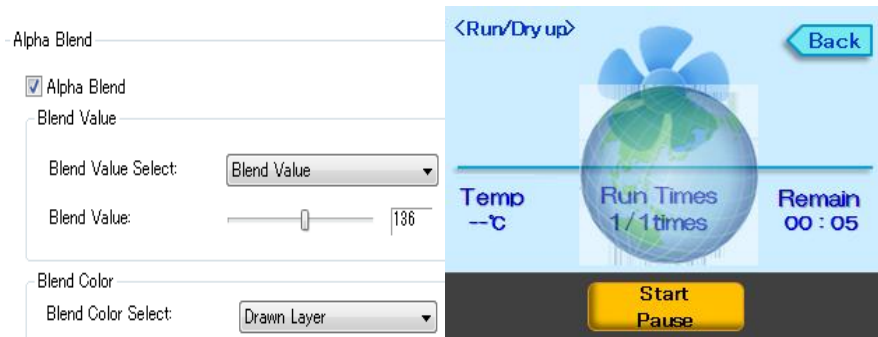 Alpha Blend
Alpha Blend
Blend Value
Blend Value Select: Blend Value
Blend Value: 136
Blend Color
Blend Color Select: Drawn Layer
<Run/Dry up>
Back
Temp
--℃
Run Times
1/1times
Remain
00:05
Start
Pause